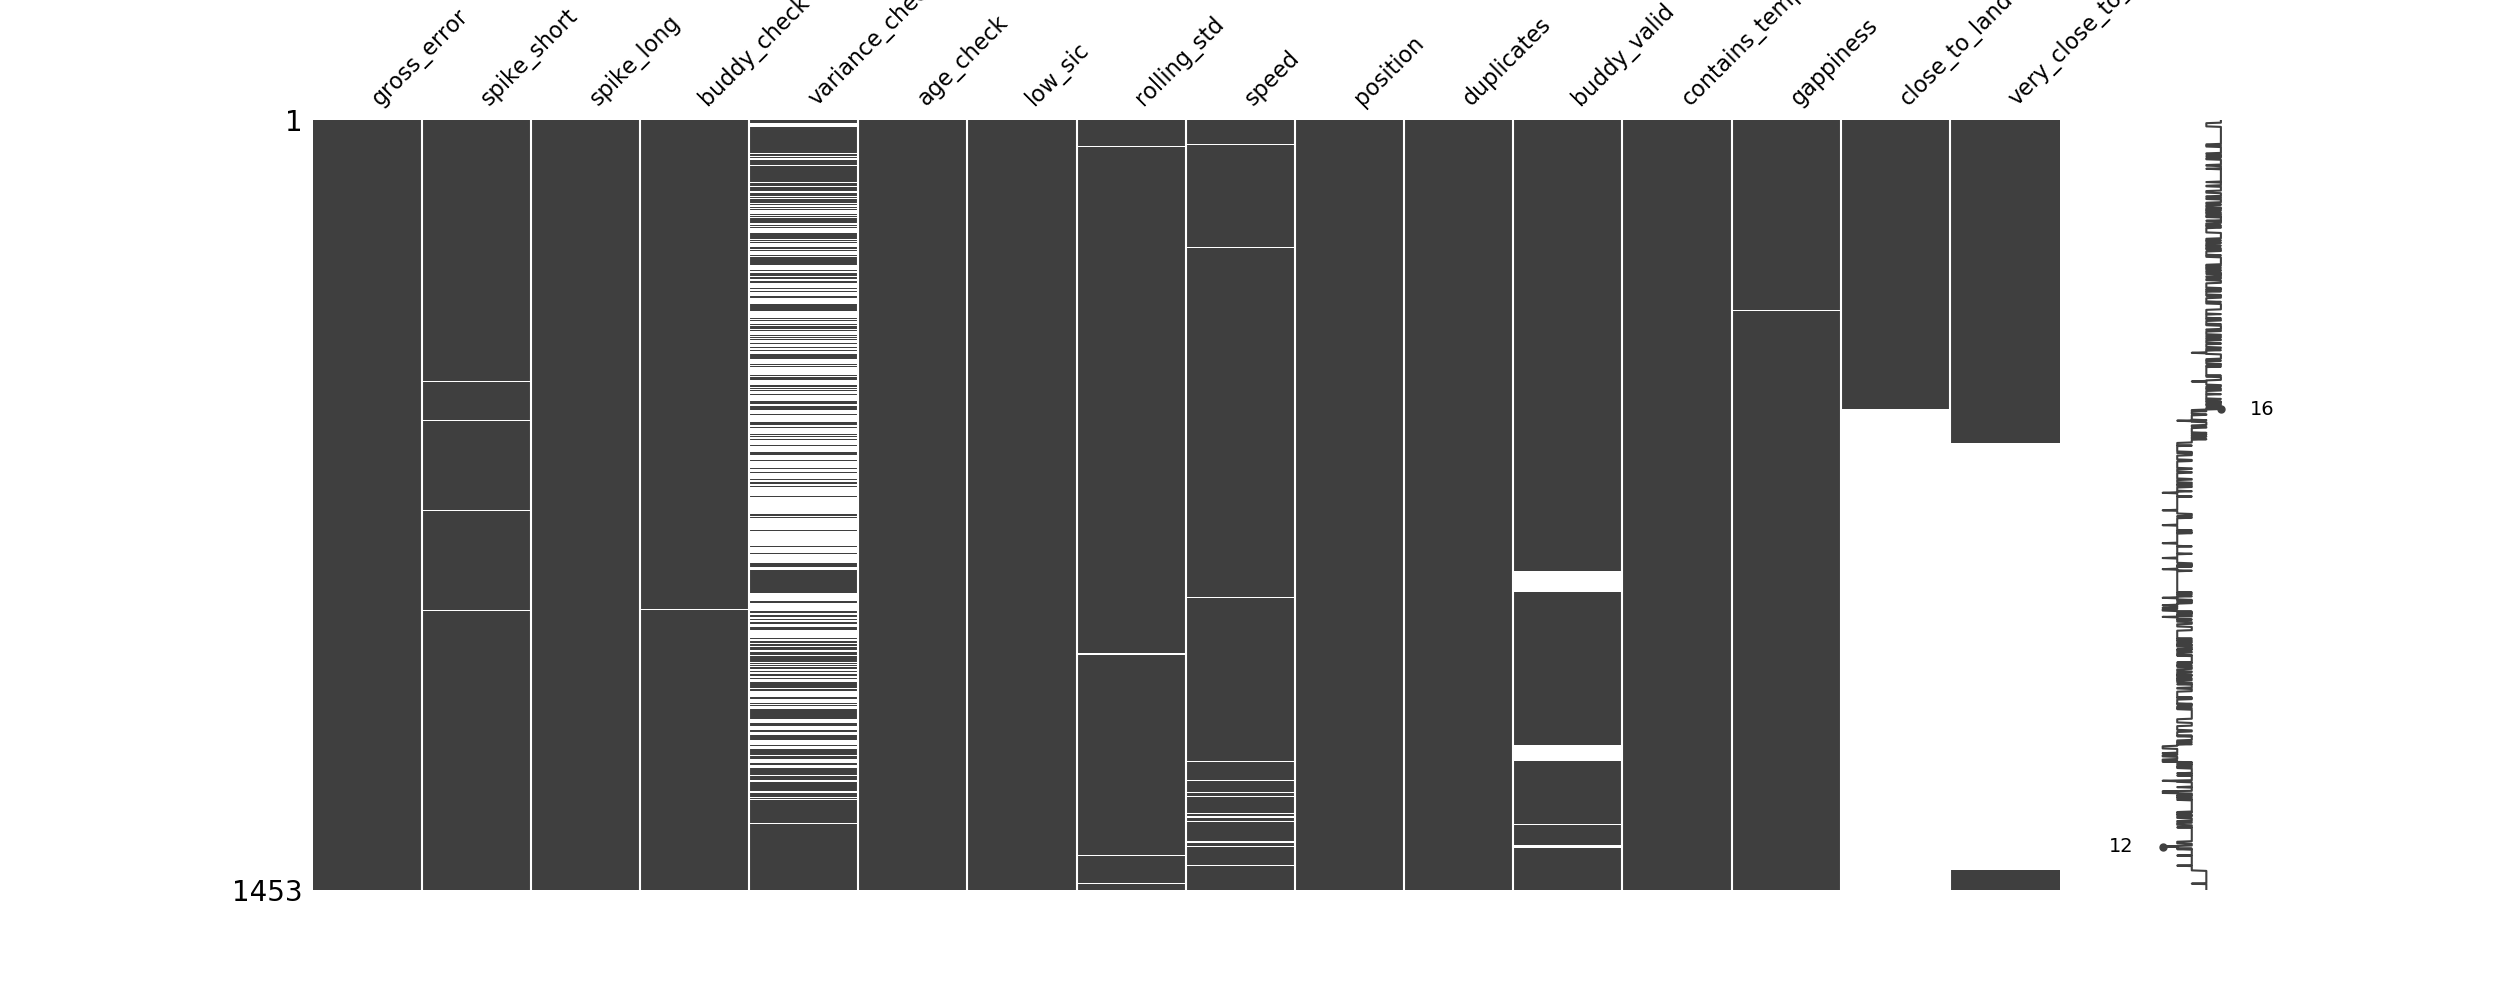 gross_error
spike_short
spike_long
buddy_check
variance_che
age_check
low_sic
rolling_std
speed
position
duplicates
buddy_valid
contains_temp
gappiness
close_to_land
very_close_to_
1
16
12
1453